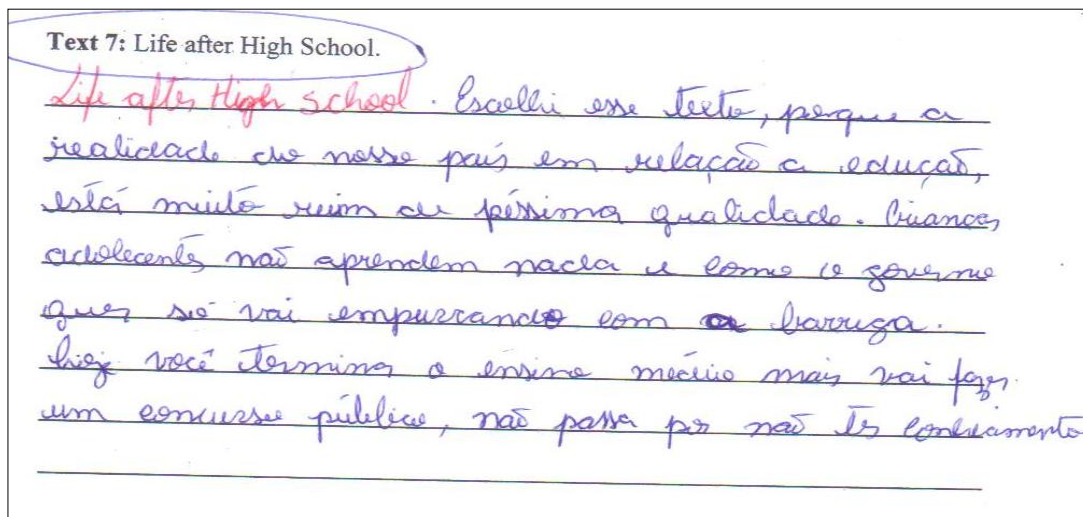 Text 7: Life after High School.
Life after High School. Escolhi esse texto, porque a
realidade do nosso país em relação a edução,
está muito ruim de péssima qualidade. Crianças,
adolecentes não aprendem nada e como o governo
quer só vai empurrando com a barriga.
hoje você termina o ensino médio mais vai fazer
um concurso público, não passa por não ter conhecimento